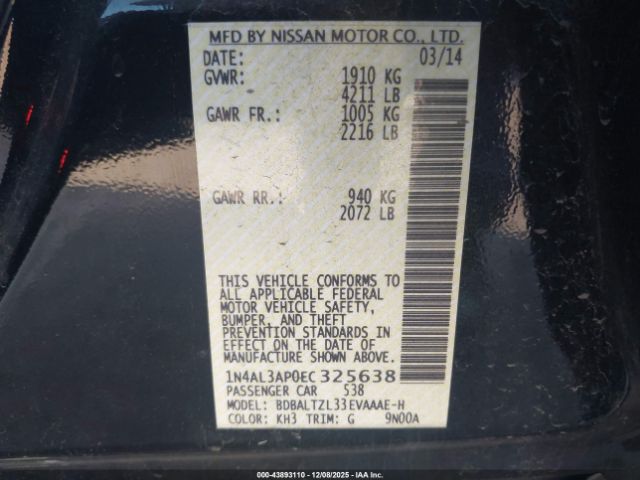 MFD BY NISSAN MOTOR CO., LTD.
DATE: 03/14
GVWR: 1910 KG
4211 LB
GAWR FR.: 1005 KG
2216 LB
GAWR RR.: 940 KG
2072 LB
THIS VEHICLE CONFORMS TO
ALL APPLICABLE FEDERAL
MOTOR VEHICLE SAFETY,
BUMPER, AND THEFT
PREVENTION STANDARDS IN
EFFECT ON THE DATE OF
MANUFACTURE SHOWN ABOVE.
1N4AL3AP0EC325638
PASSENGER CAR 538
MODEL: BDBALTZL33EVAAAE-H
COLOR: KH3 TRIM: G 9N00A
000-43893110 | 12/08/2025 | IAAI.CA